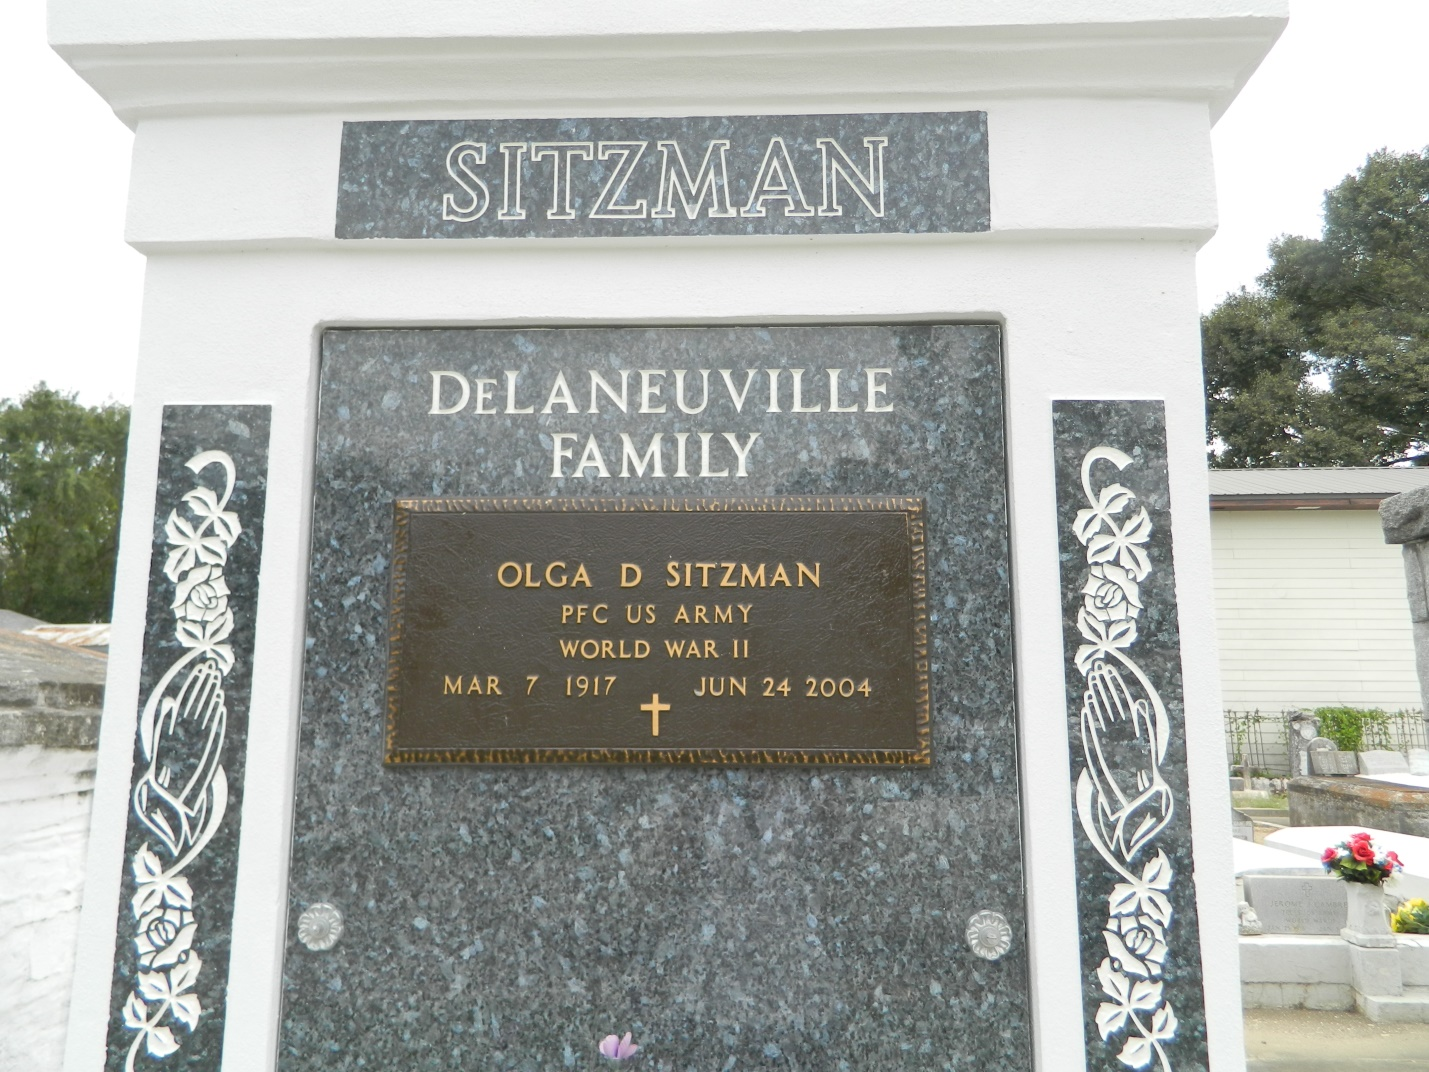 SITZMAN
DELANEUVILLE
FAMILY
OLGA D SITZMAN
PFC US ARMY
WORLD WAR II
MAR 7 1917 JUN 24 2004